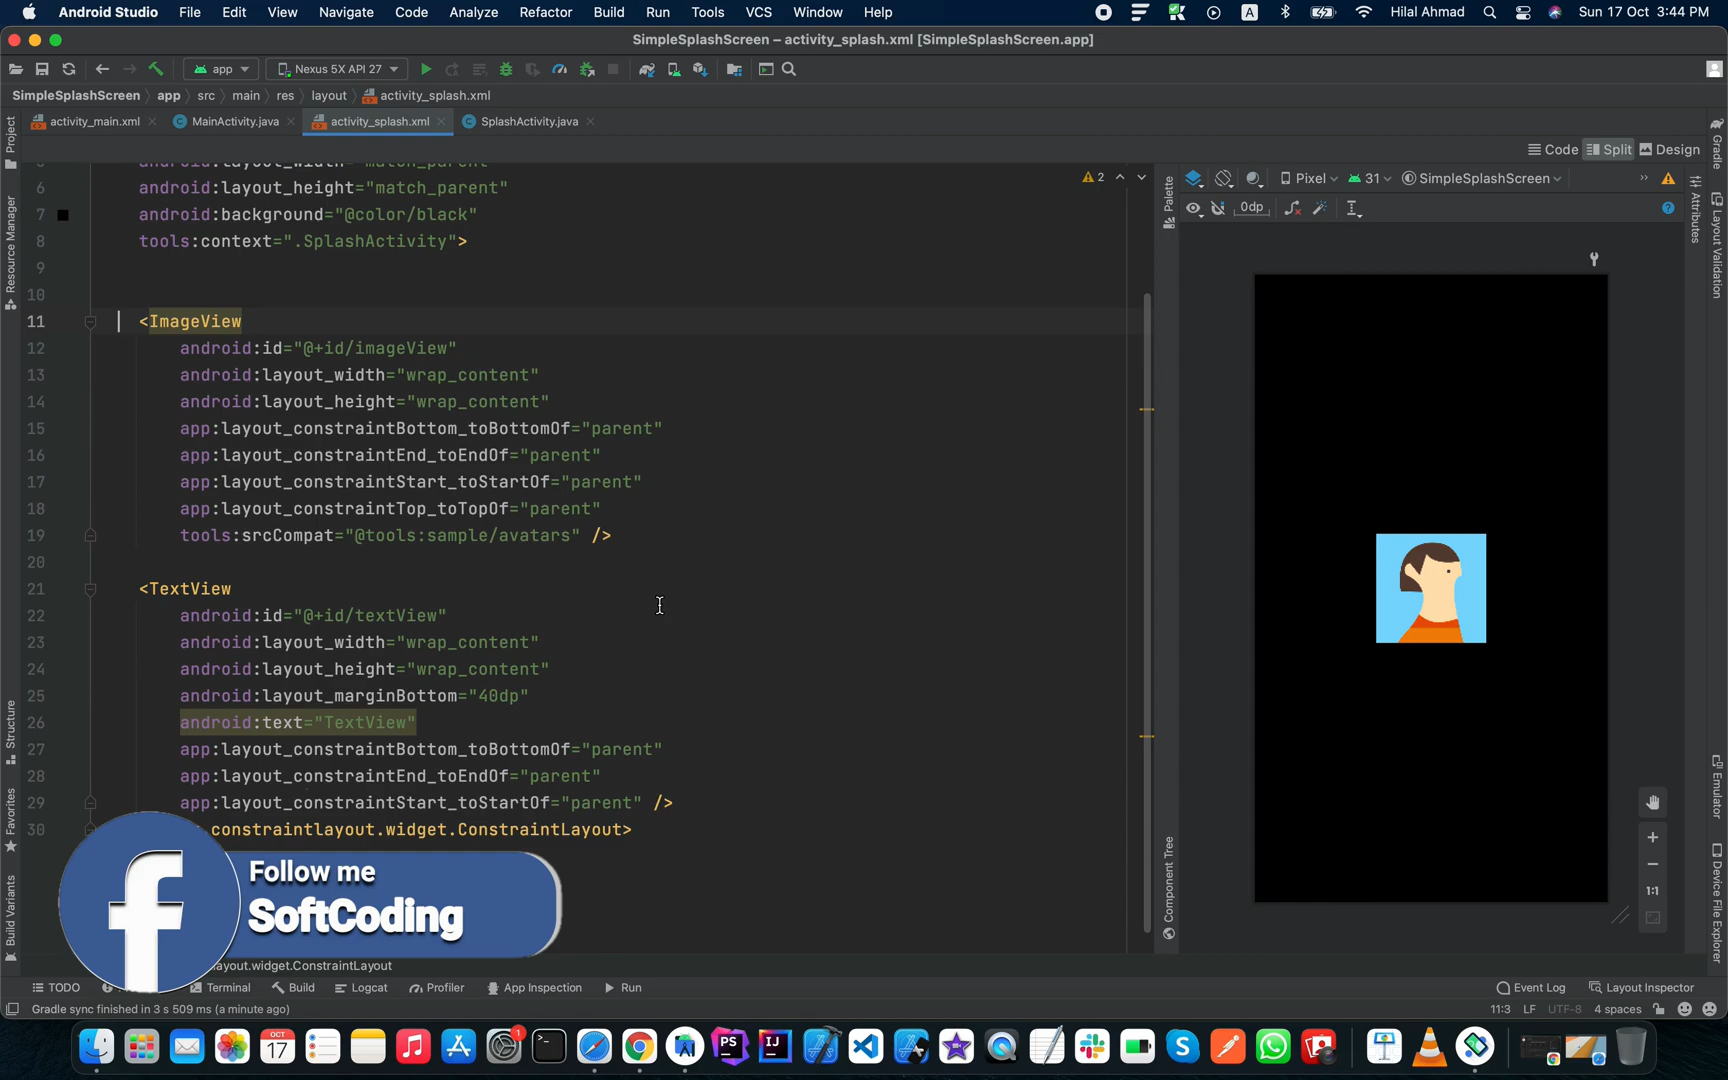 Android Studio File Edit View Navigate Code Analyze Refactor Build Run Tools VCS Window Help A Hilal Ahmad Sun 17 Oct 3:44 PM
SimpleSplashScreen – activity_splash.xml [SimpleSplashScreen.app]
app Nexus 5X API 27
SimpleSplashScreen app src main res layout activity_splash.xml
activity_main.xml MainActivity.java activity_splash.xml SplashActivity.java
Code Split Design
Pixel 31 SimpleSplashScreen
0dp
2
6 android:layout_height="match_parent"
7 android:background="@color/black"
8 tools:context=".SplashActivity">
9
10
11 <ImageView
12 android:id="@+id/imageView"
13 android:layout_width="wrap_content"
14 android:layout_height="wrap_content"
15 app:layout_constraintBottom_toBottomOf="parent"
16 app:layout_constraintEnd_toEndOf="parent"
17 app:layout_constraintStart_toStartOf="parent"
18 app:layout_constraintTop_toTopOf="parent"
19 tools:srcCompat="@tools:sample/avatars" />
20
21 <TextView
22 android:id="@+id/textView"
23 android:layout_width="wrap_content"
24 android:layout_height="wrap_content"
25 android:layout_marginBottom="40dp"
26 android:text="TextView"
27 app:layout_constraintBottom_toBottomOf="parent"
28 app:layout_constraintEnd_toEndOf="parent"
29 app:layout_constraintStart_toStartOf="parent" />
30 .constraintlayout.widget.ConstraintLayout>
Project
Resource Manager
Structure
Favorites
Build Variants
Palette
Component Tree
Attributes
Gradle
Layout Validation
Emulator
Device File Explorer
1:1
f
Follow me
SoftCoding
ayout.widget.ConstraintLayout
TODO Terminal Build Logcat Profiler App Inspection Run Event Log Layout Inspector
Gradle sync finished in 3 s 509 ms (a minute ago) 11:3 LF UTF-8 4 spaces
OCT
17
1
PS
IJ